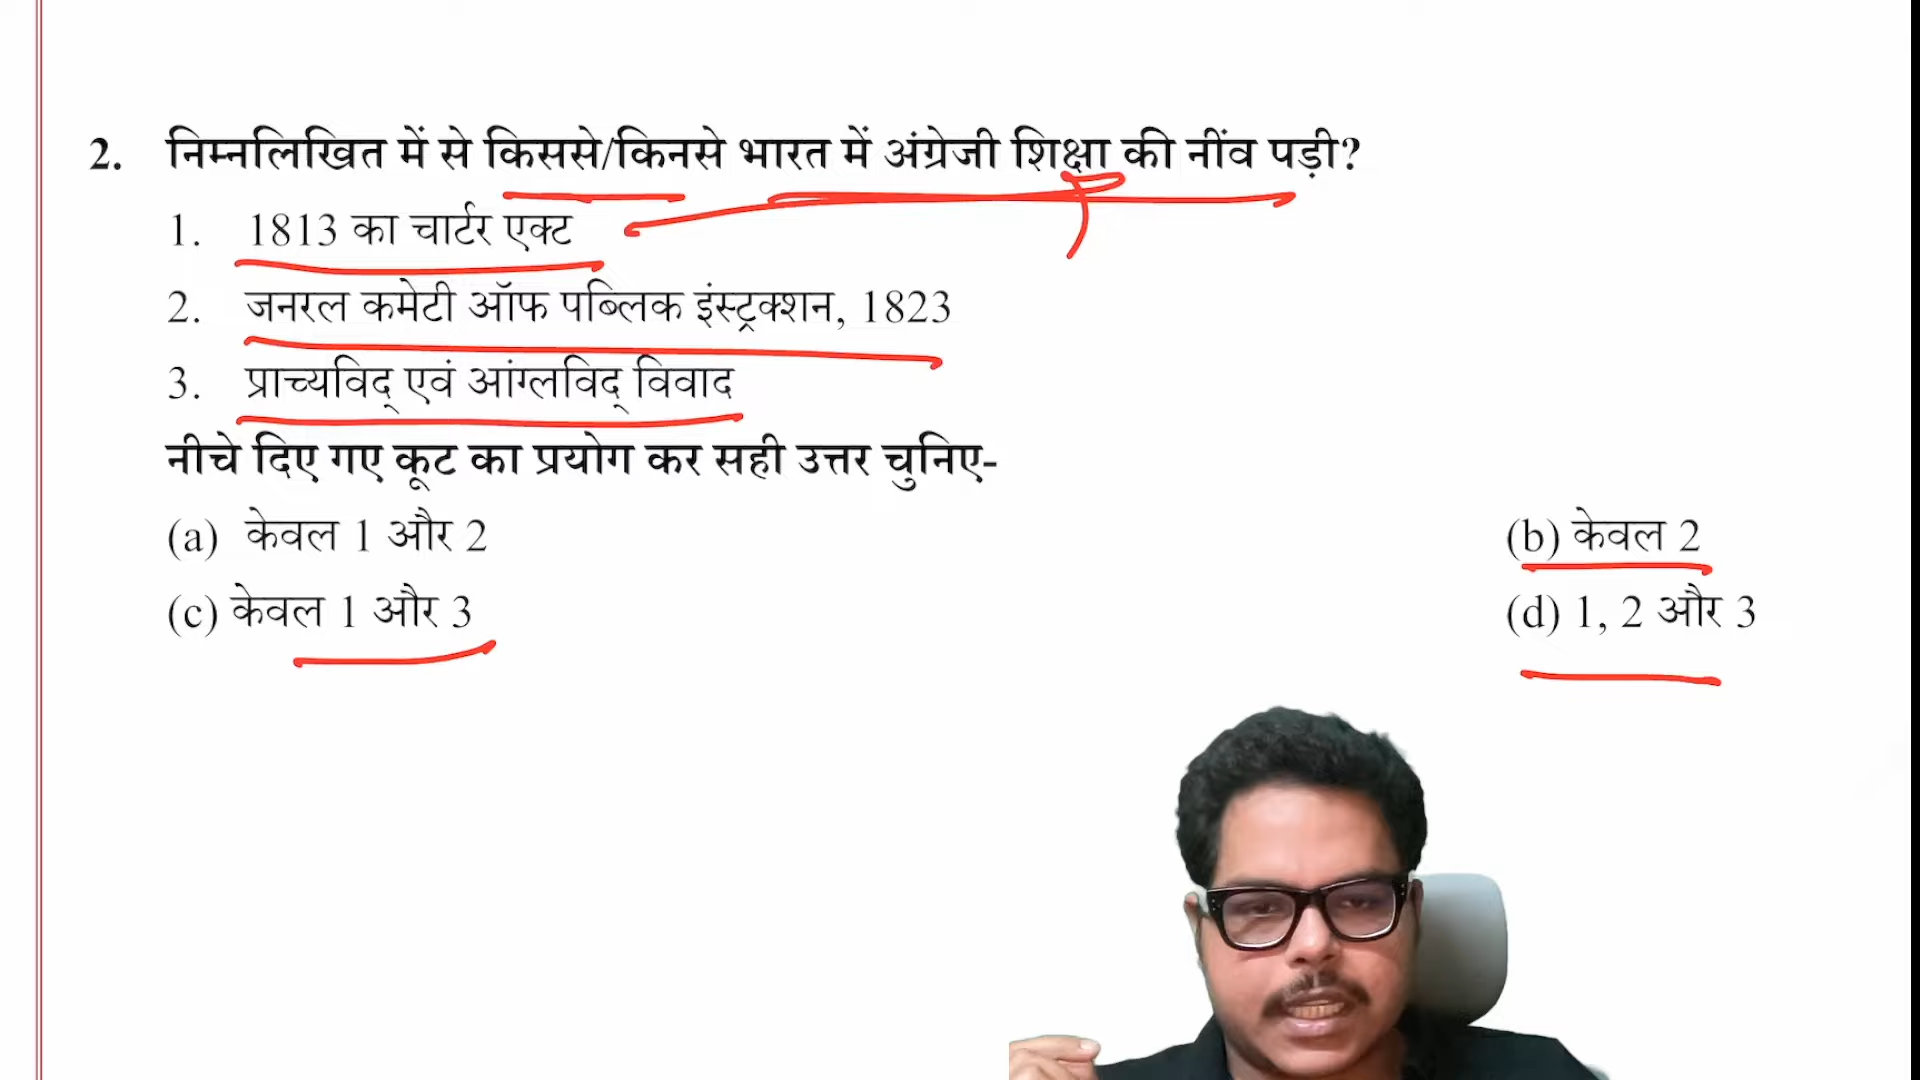 2. निम्नलिखित में से किससे/किनसे भारत में अंग्रेजी शिक्षा की नींव पड़ी?
1. 1813 का चार्टर एक्ट
2. जनरल कमेटी ऑफ पब्लिक इंस्ट्रक्शन, 1823
3. प्राच्यविद् एवं आंग्लविद् विवाद
नीचे दिए गए कूट का प्रयोग कर सही उत्तर चुनिए-
(a) केवल 1 और 2
(b) केवल 2
(c) केवल 1 और 3
(d) 1, 2 और 3